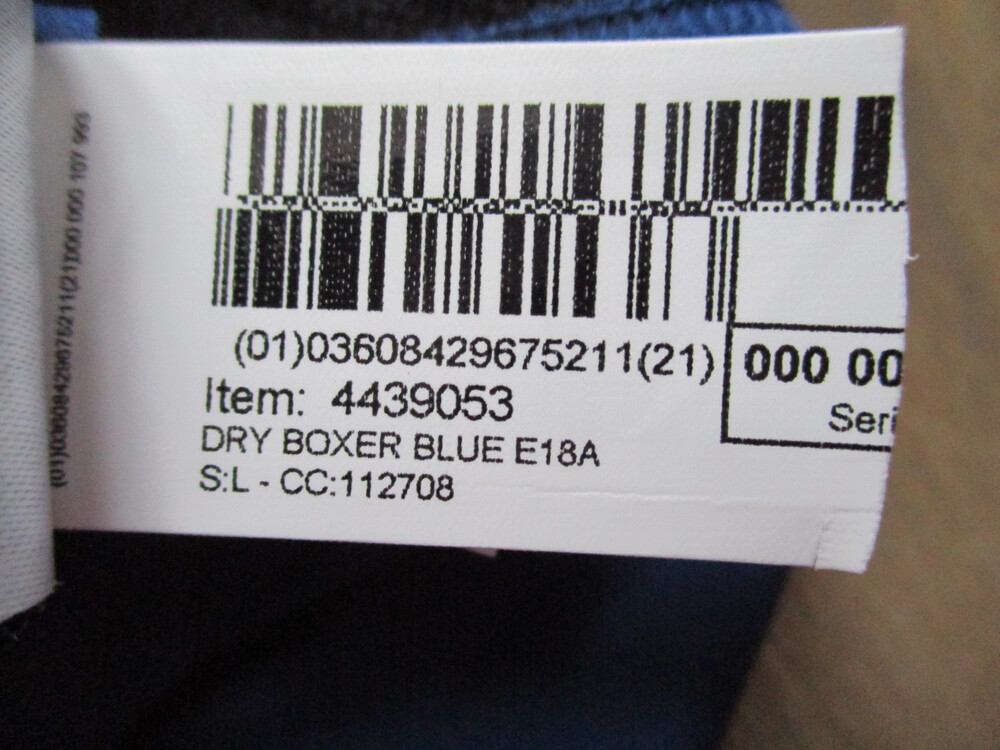 (01)03608429675211(21)000 000 107 993
(01)03608429675211(21)
000 00
Seri
Item: 4439053
DRY BOXER BLUE E18A
S:L - CC:112708